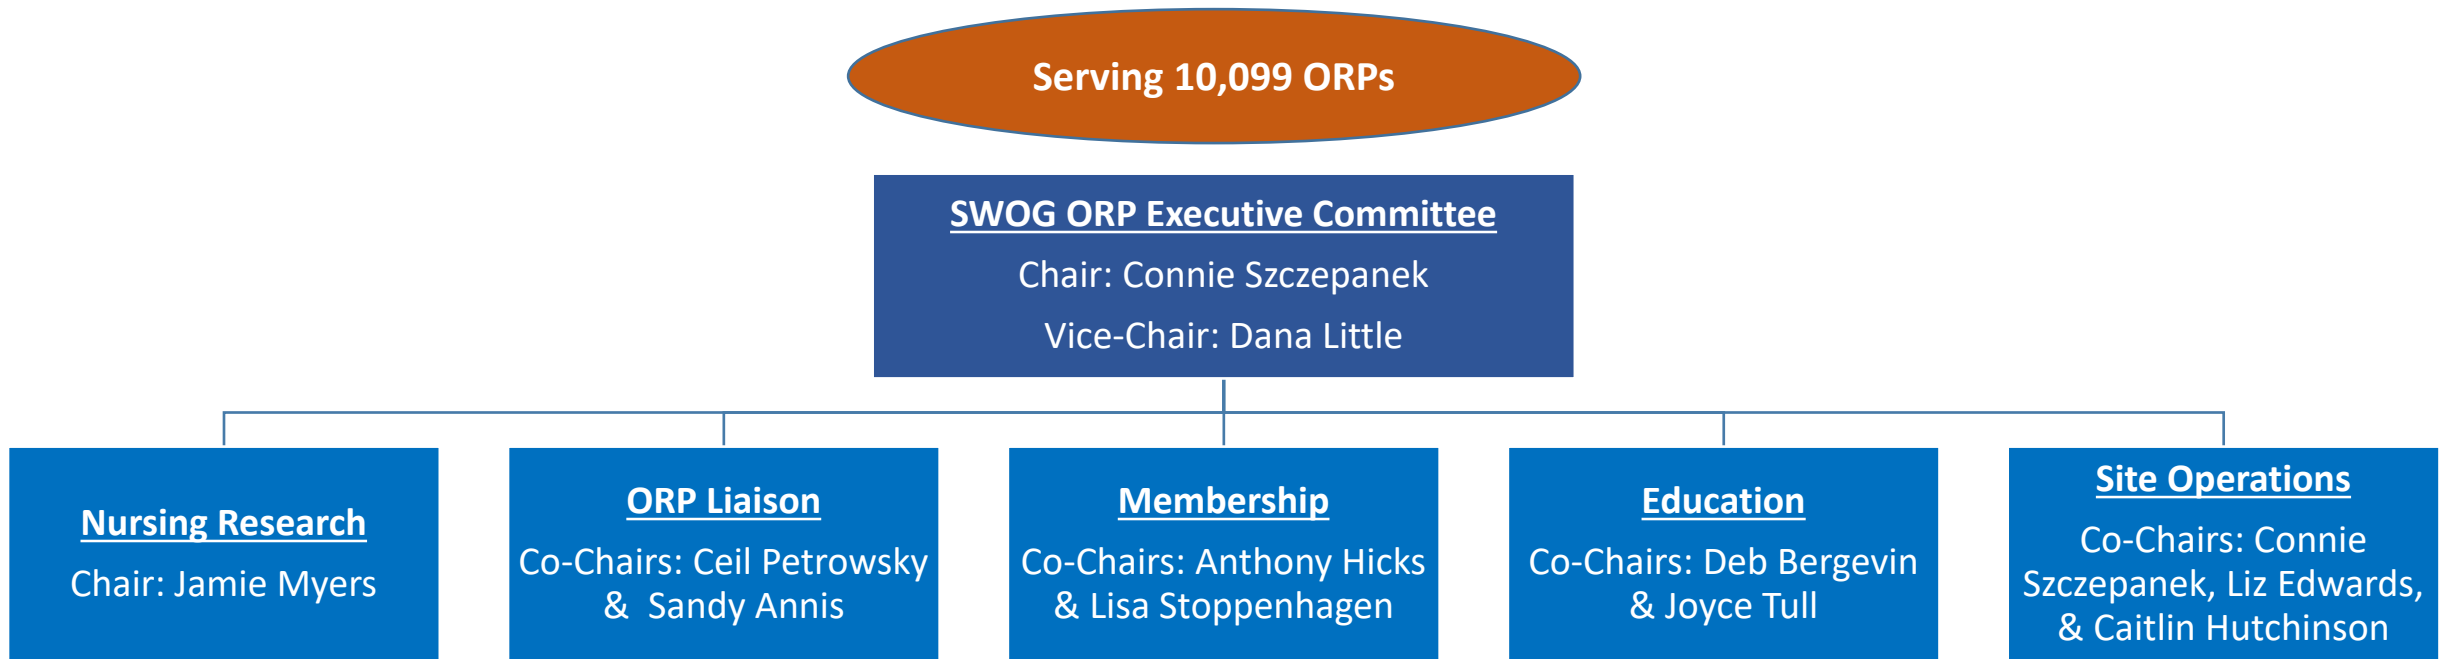 Serving 10,099 ORPs
SWOG ORP Executive Committee
Chair: Connie Szczepanek
Vice-Chair: Dana Little
Nursing Research
Chair: Jamie Myers
ORP Liaison
Co-Chairs: Ceil Petrowsky
& Sandy Annis
Membership
Co-Chairs: Anthony Hicks
& Lisa Stoppenhagen
Education
Co-Chairs: Deb Bergevin
& Joyce Tull
Site Operations
Co-Chairs: Connie
Szczepanek, Liz Edwards,
& Caitlin Hutchinson